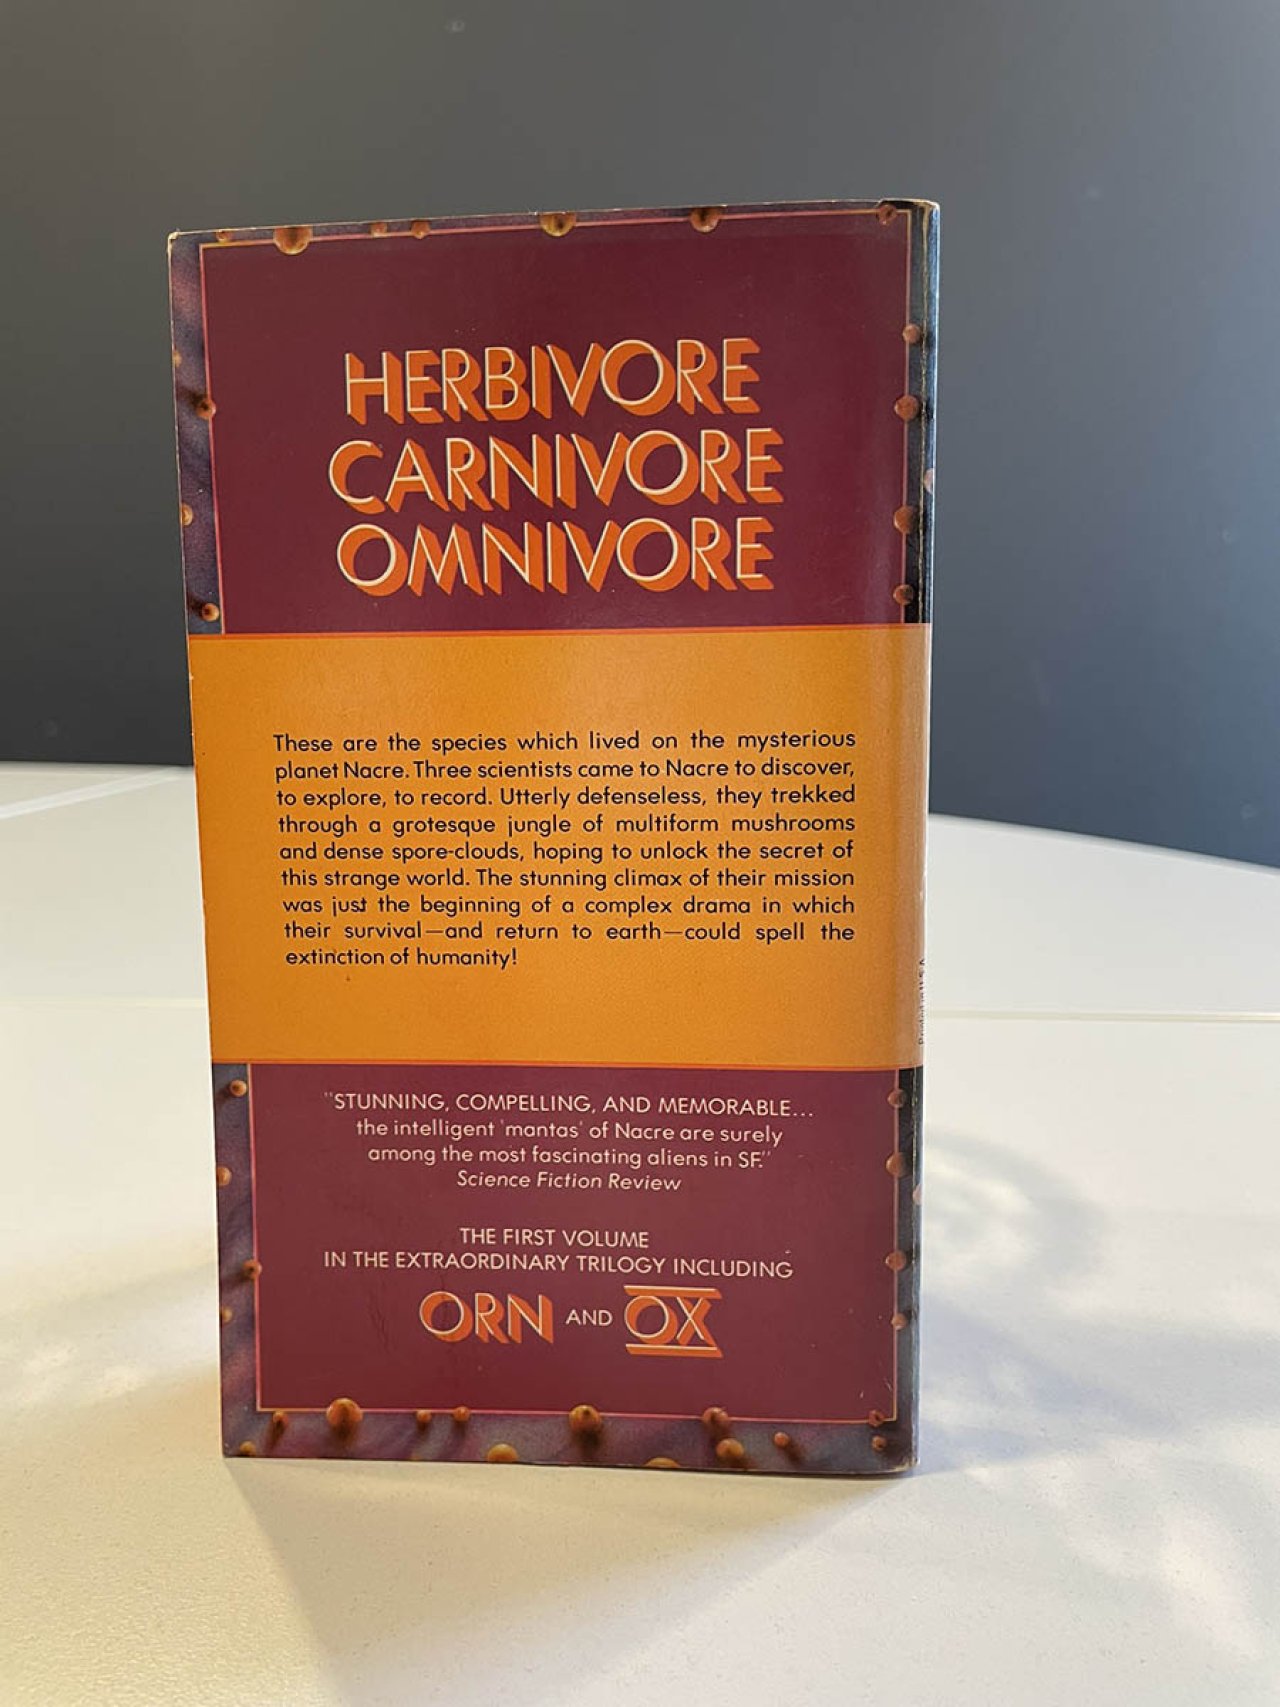 HERBIVORE
CARNIVORE
OMNIVORE
These are the species which lived on the mysterious
planet Nacre. Three scientists came to Nacre to discover,
to explore, to record. Utterly defenseless, they trekked
through a grotesque jungle of multiform mushrooms
and dense spore-clouds, hoping to unlock the secret of
this strange world. The stunning climax of their mission
was just the beginning of a complex drama in which
their survival—and return to earth—could spell the
extinction of humanity!
"STUNNING, COMPELLING, AND MEMORABLE...
the intelligent 'mantas' of Nacre are surely
among the most fascinating aliens in SF."
Science Fiction Review
THE FIRST VOLUME
IN THE EXTRAORDINARY TRILOGY INCLUDING
ORN AND OX
Printed in U.S.A.